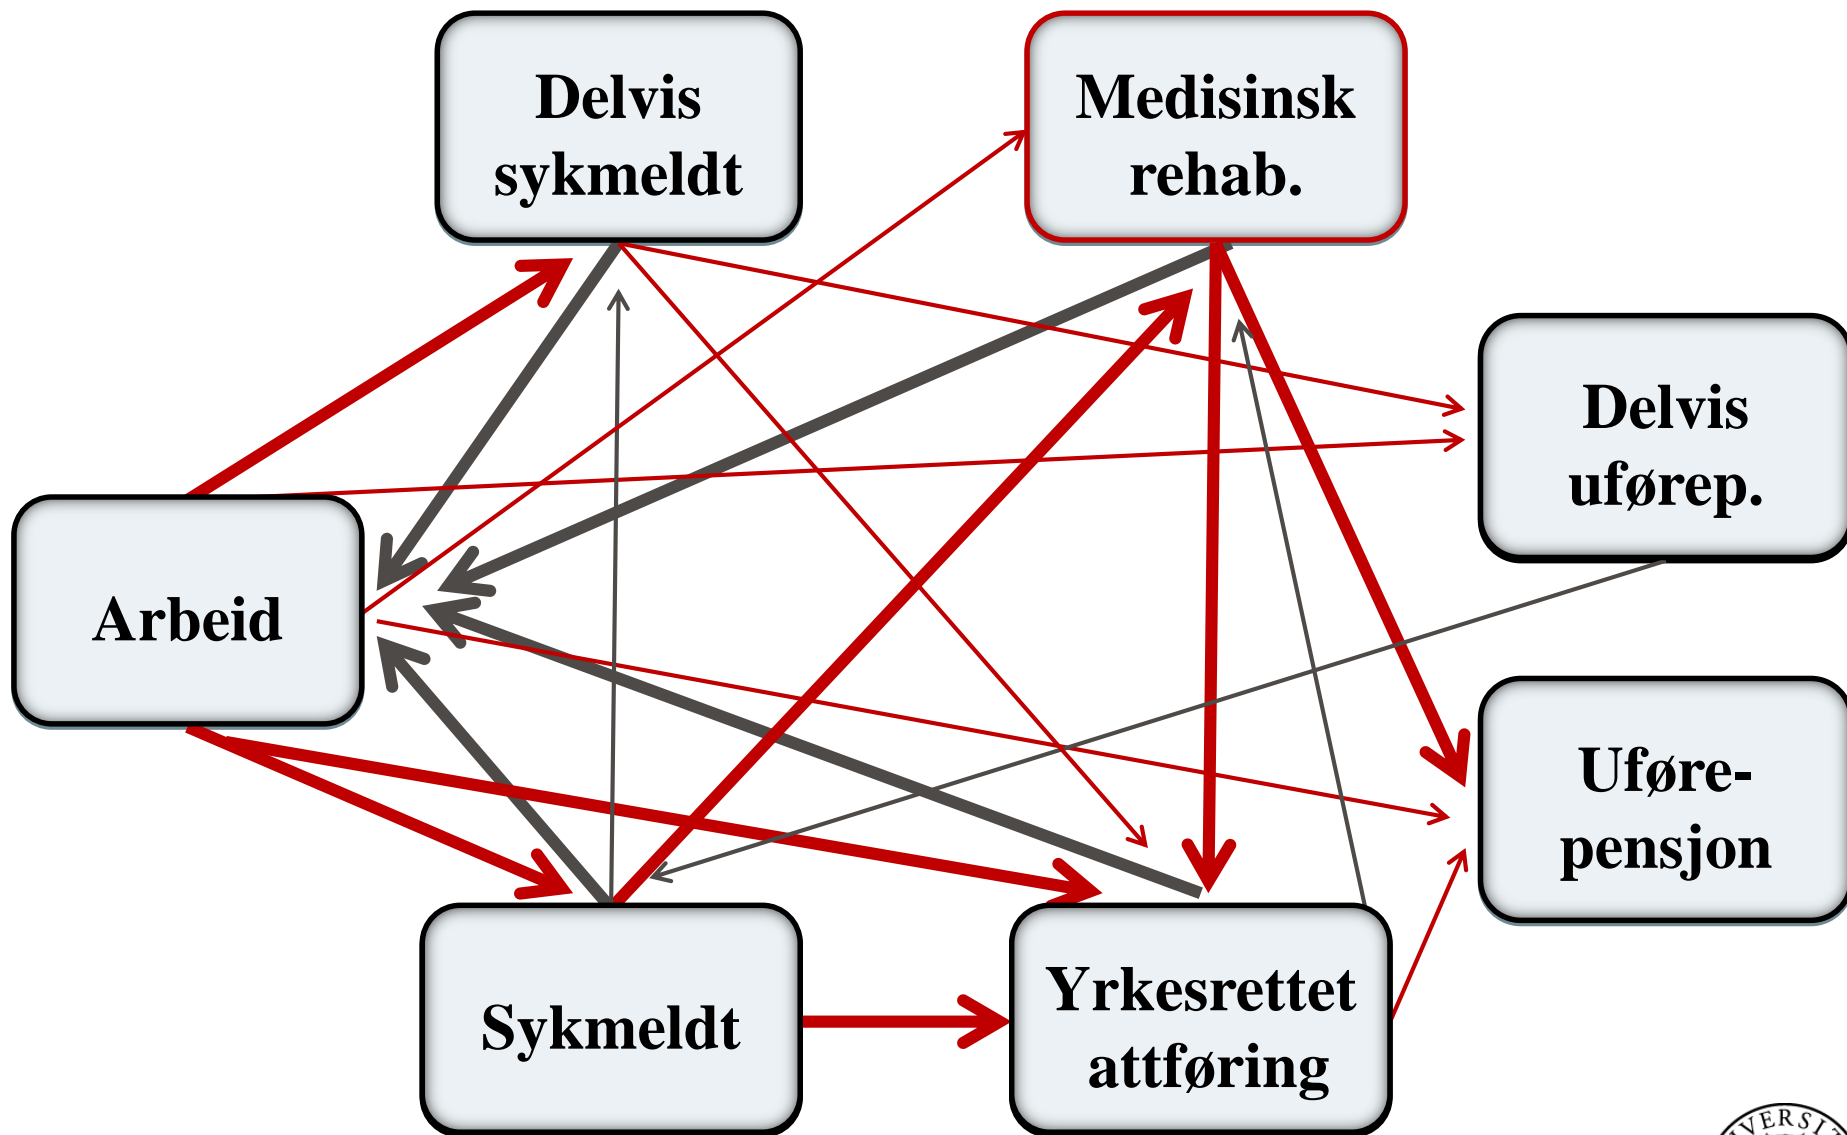 Delvis
sykmeldt
Medisinsk
rehab.
Delvis
uførep.
Arbeid
Uføre-
pensjon
Sykmeldt
Yrkesrettet
attføring